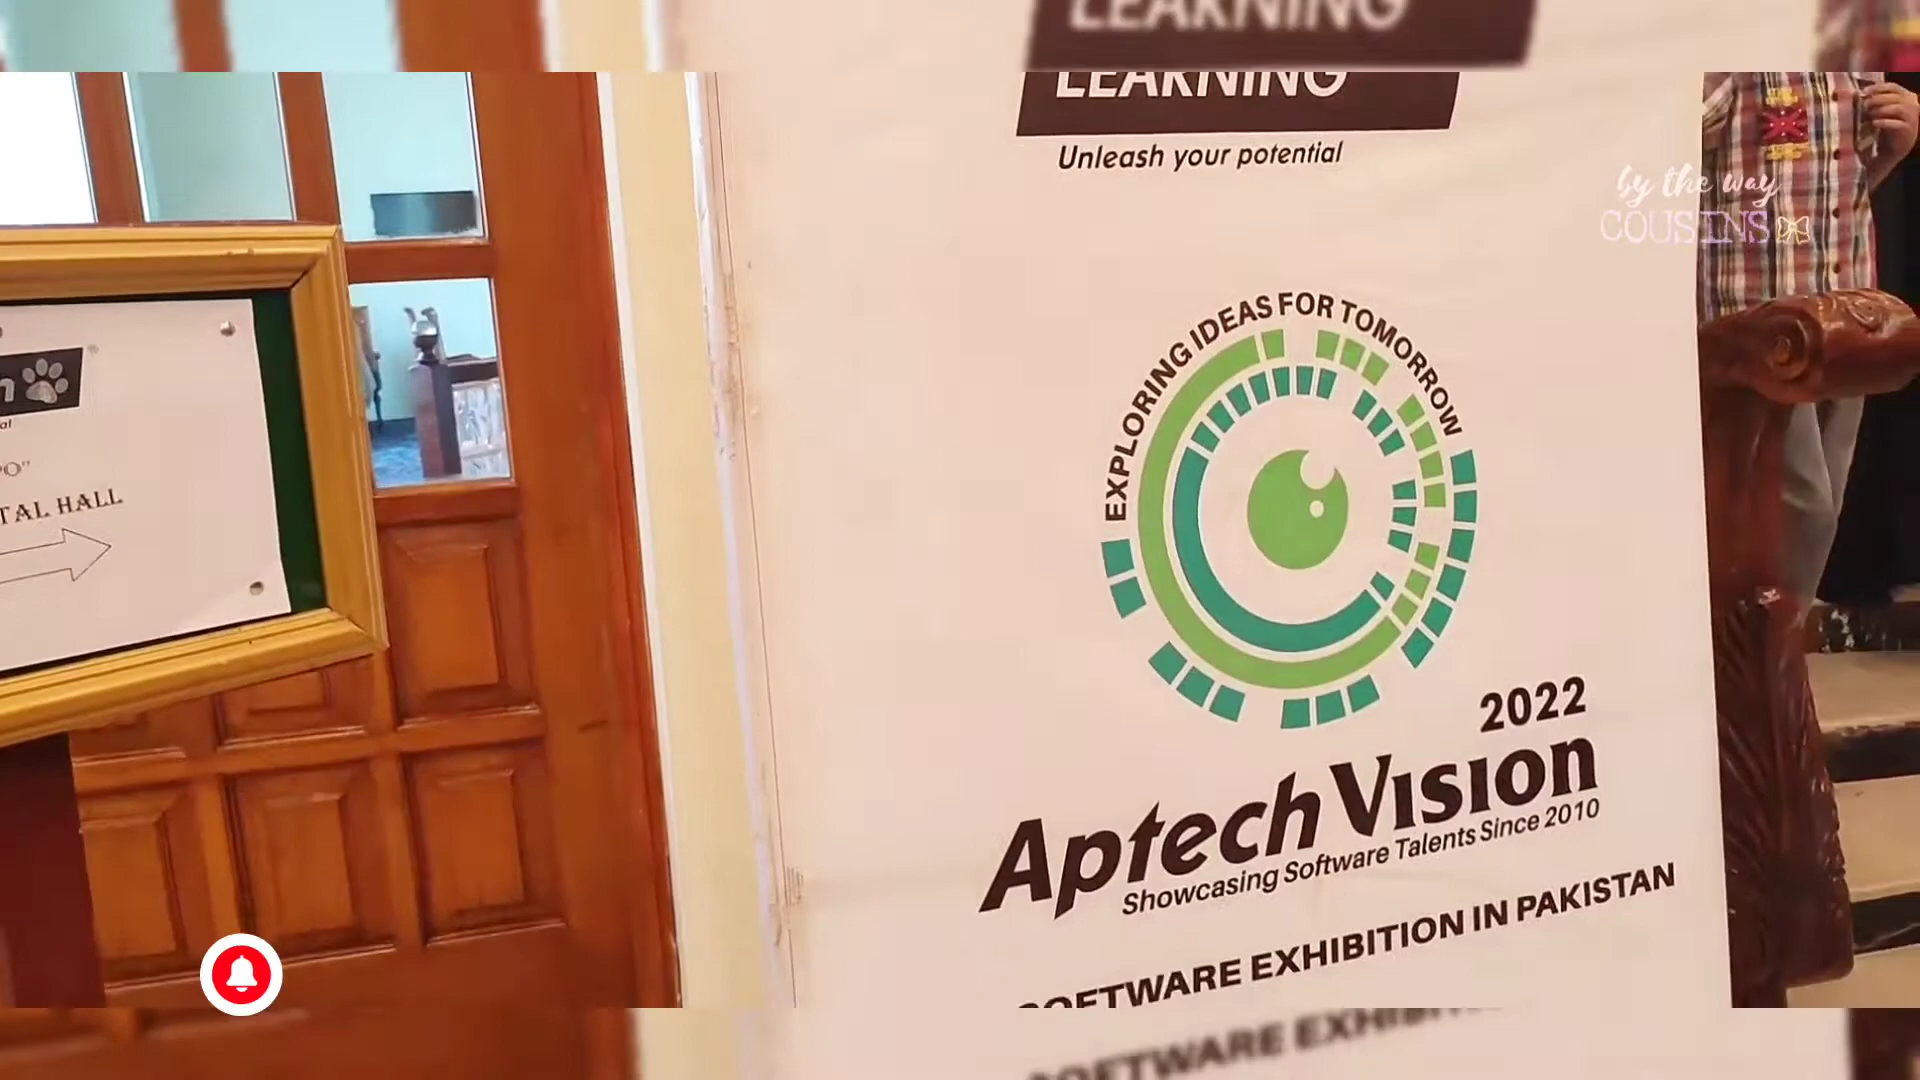 LEARNING
LEARNING
Unleash your potential
by the way
COUSINS
EXPLORING IDEAS FOR TOMORROW
2022
Aptech Vision
Showcasing Software Talents Since 2010
SOFTWARE EXHIBITION IN PAKISTAN
HALL